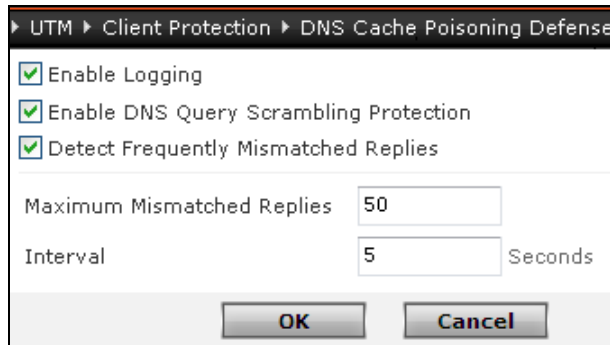 UTM ▸ Client Protection ▸ DNS Cache Poisoning Defense
Enable Logging
Enable DNS Query Scrambling Protection
Detect Frequently Mismatched Replies
Maximum Mismatched Replies 50
Interval 5 Seconds
OK Cancel